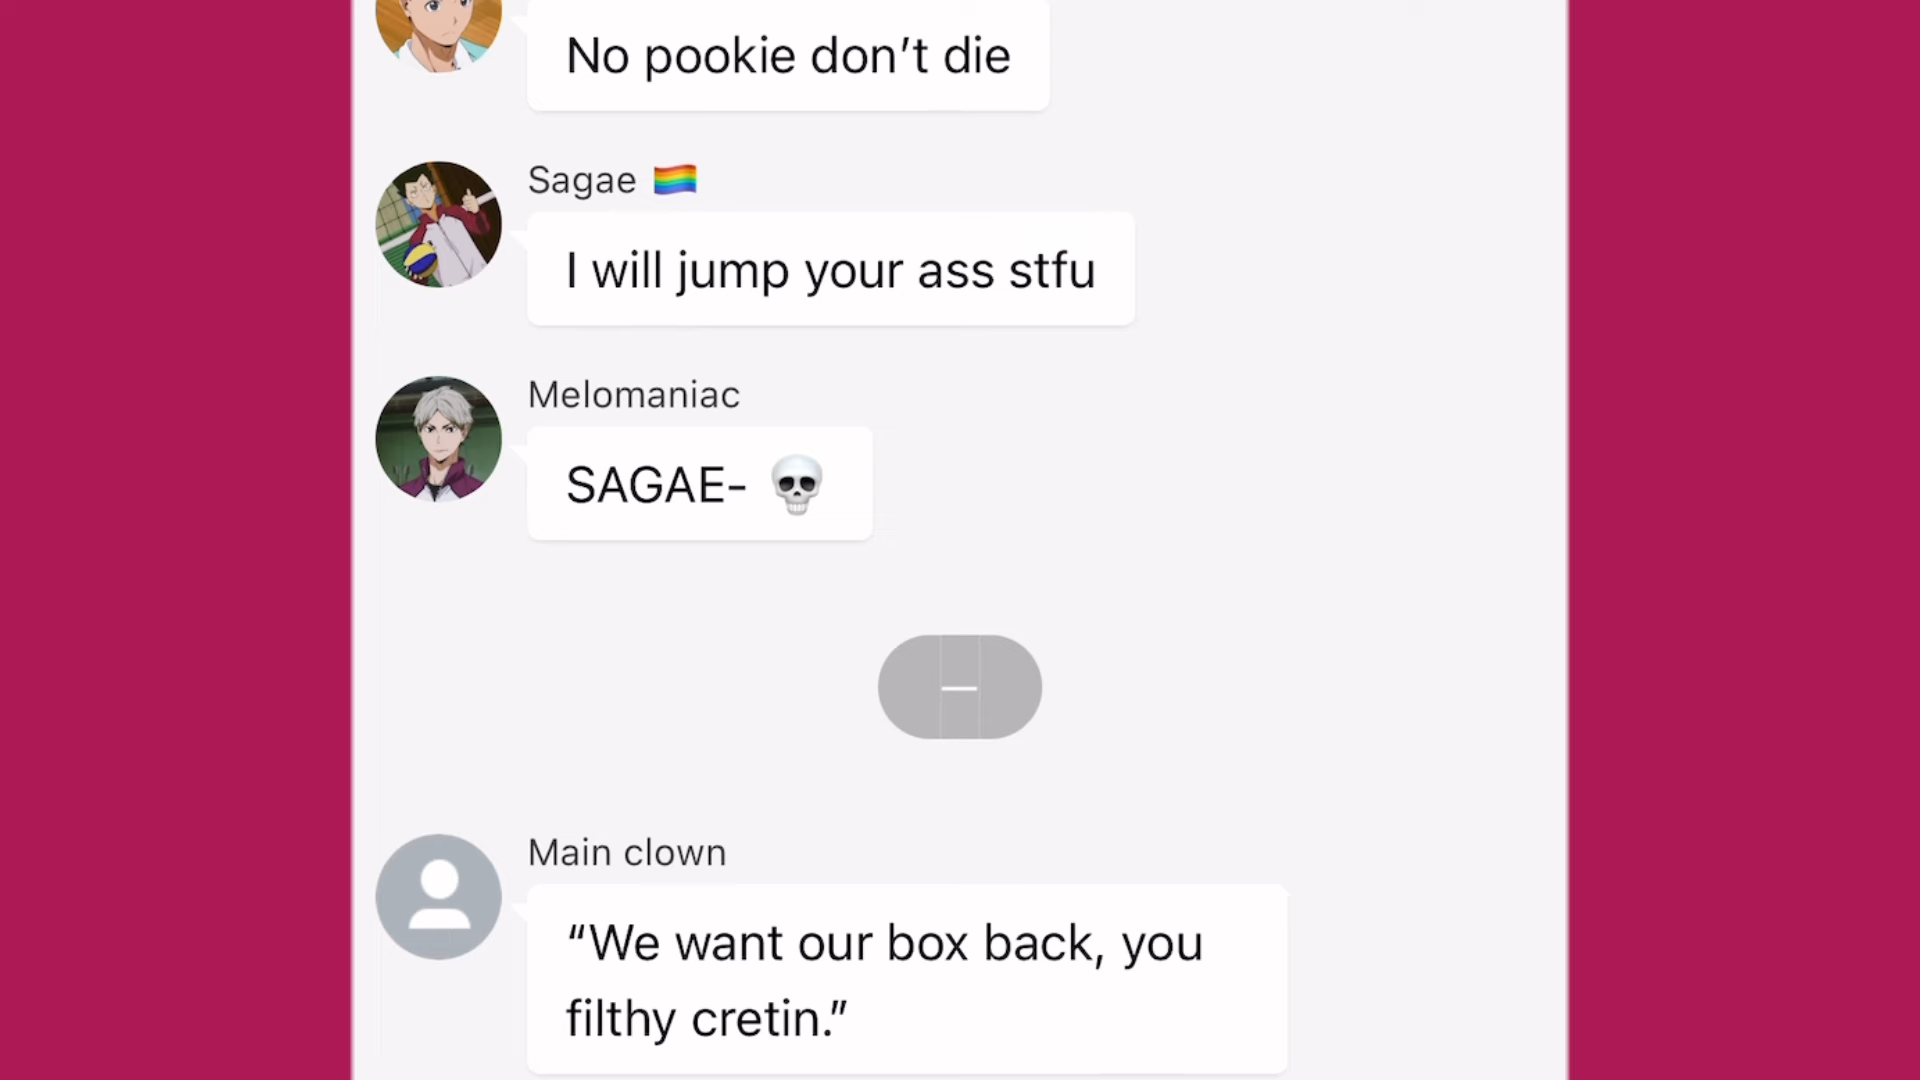 No pookie don’t die
Sagae 🏳️‍🌈
I will jump your ass stfu
Melomaniac
SAGAE- 💀
—
Main clown
“We want our box back, you
filthy cretin.”